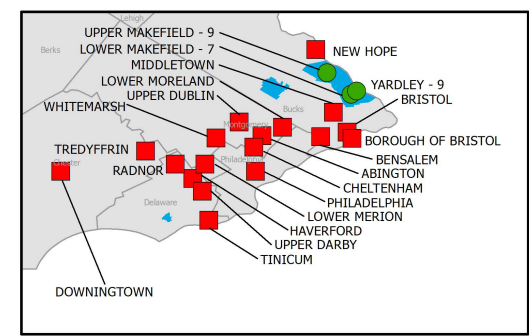 Lehigh
UPPER MAKEFIELD - 9
LOWER MAKEFIELD - 7
Berks
NEW HOPE
MIDDLETOWN
LOWER MORELAND
YARDLEY - 9
UPPER DUBLIN
BRISTOL
WHITEMARSH
Bucks
Montgomery
BOROUGH OF BRISTOL
TREDYFFRIN
BENSALEM
Chester
Philadelphia
RADNOR
ABINGTON
CHELTENHAM
PHILADELPHIA
Delaware
LOWER MERION
HAVERFORD
UPPER DARBY
TINICUM
DOWNINGTOWN